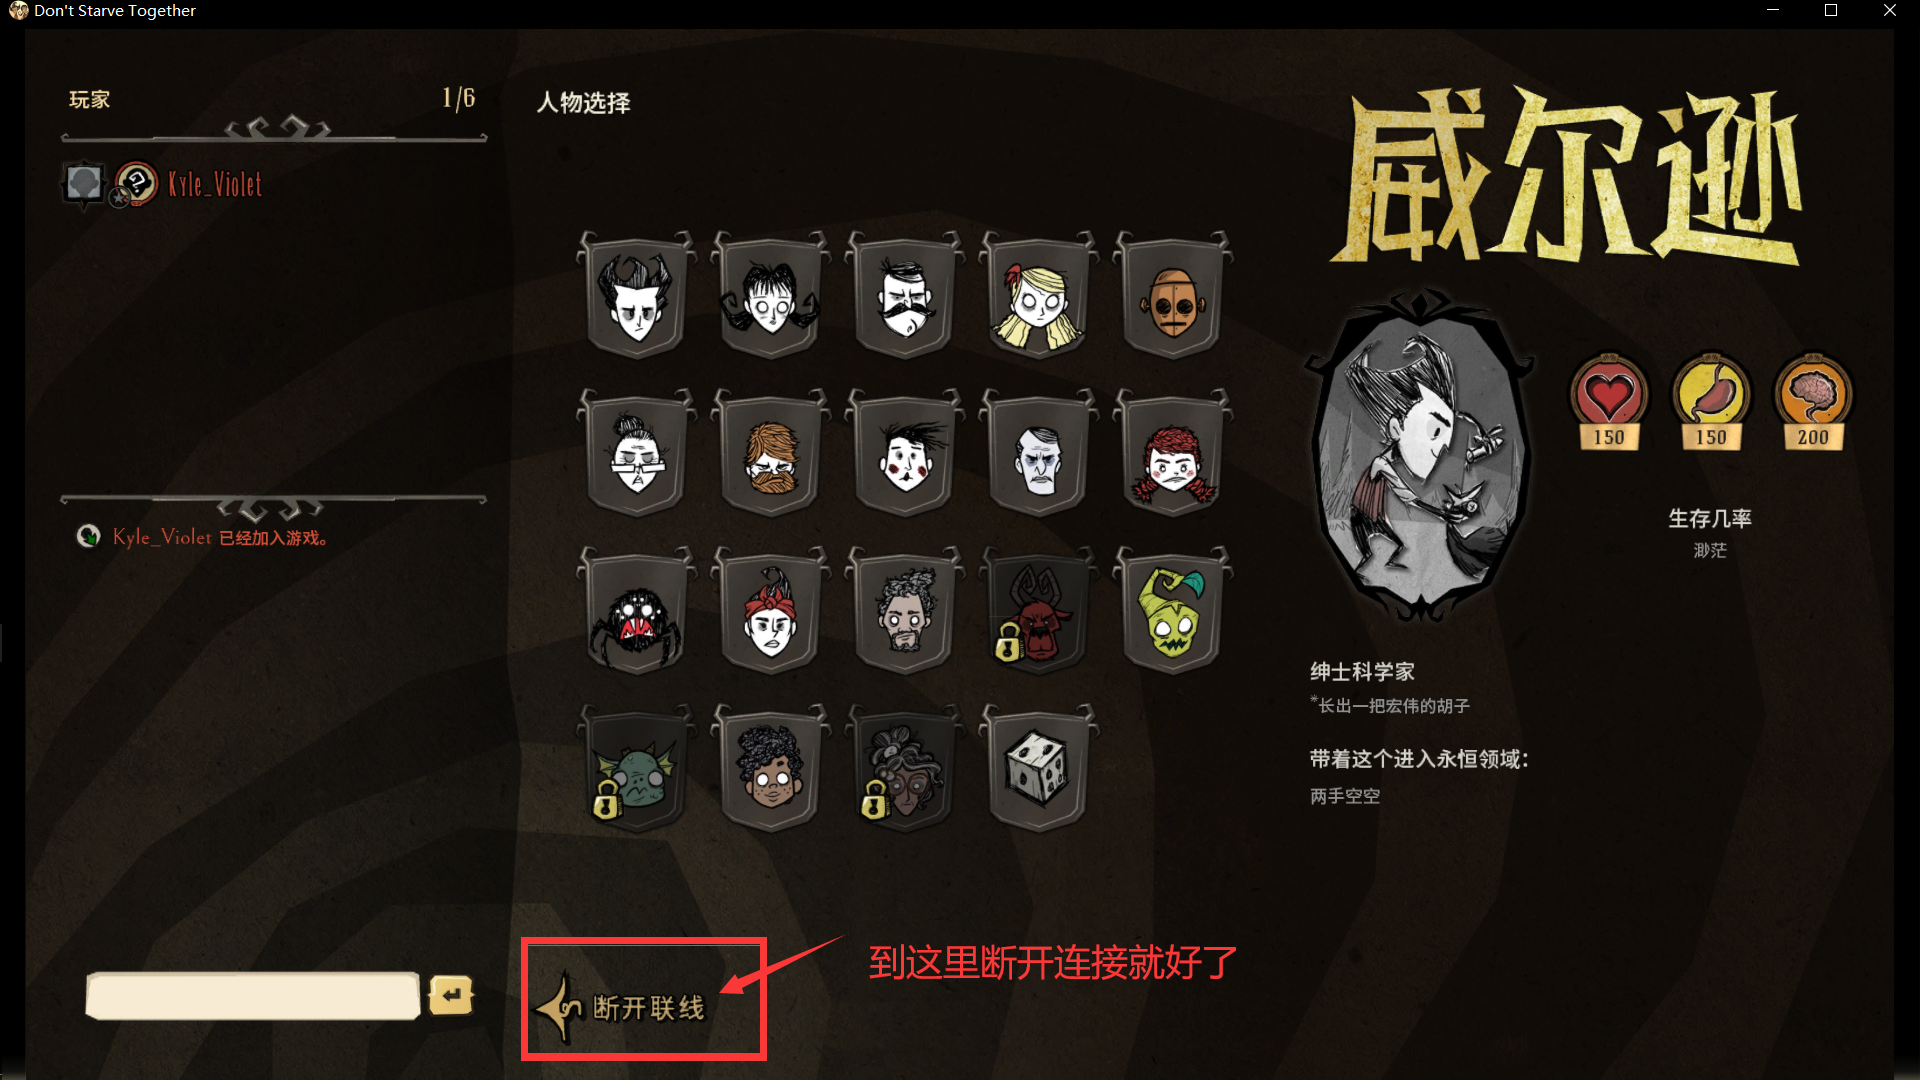 Don't Starve Together
玩家
1/6
Kyle_Violet
Kyle_Violet 已经加入游戏。
人物选择
断开联线
到这里断开连接就好了
威尔逊
150
150
200
生存几率
渺茫
绅士科学家
*长出一把宏伟的胡子
带着这个进入永恒领域：
两手空空